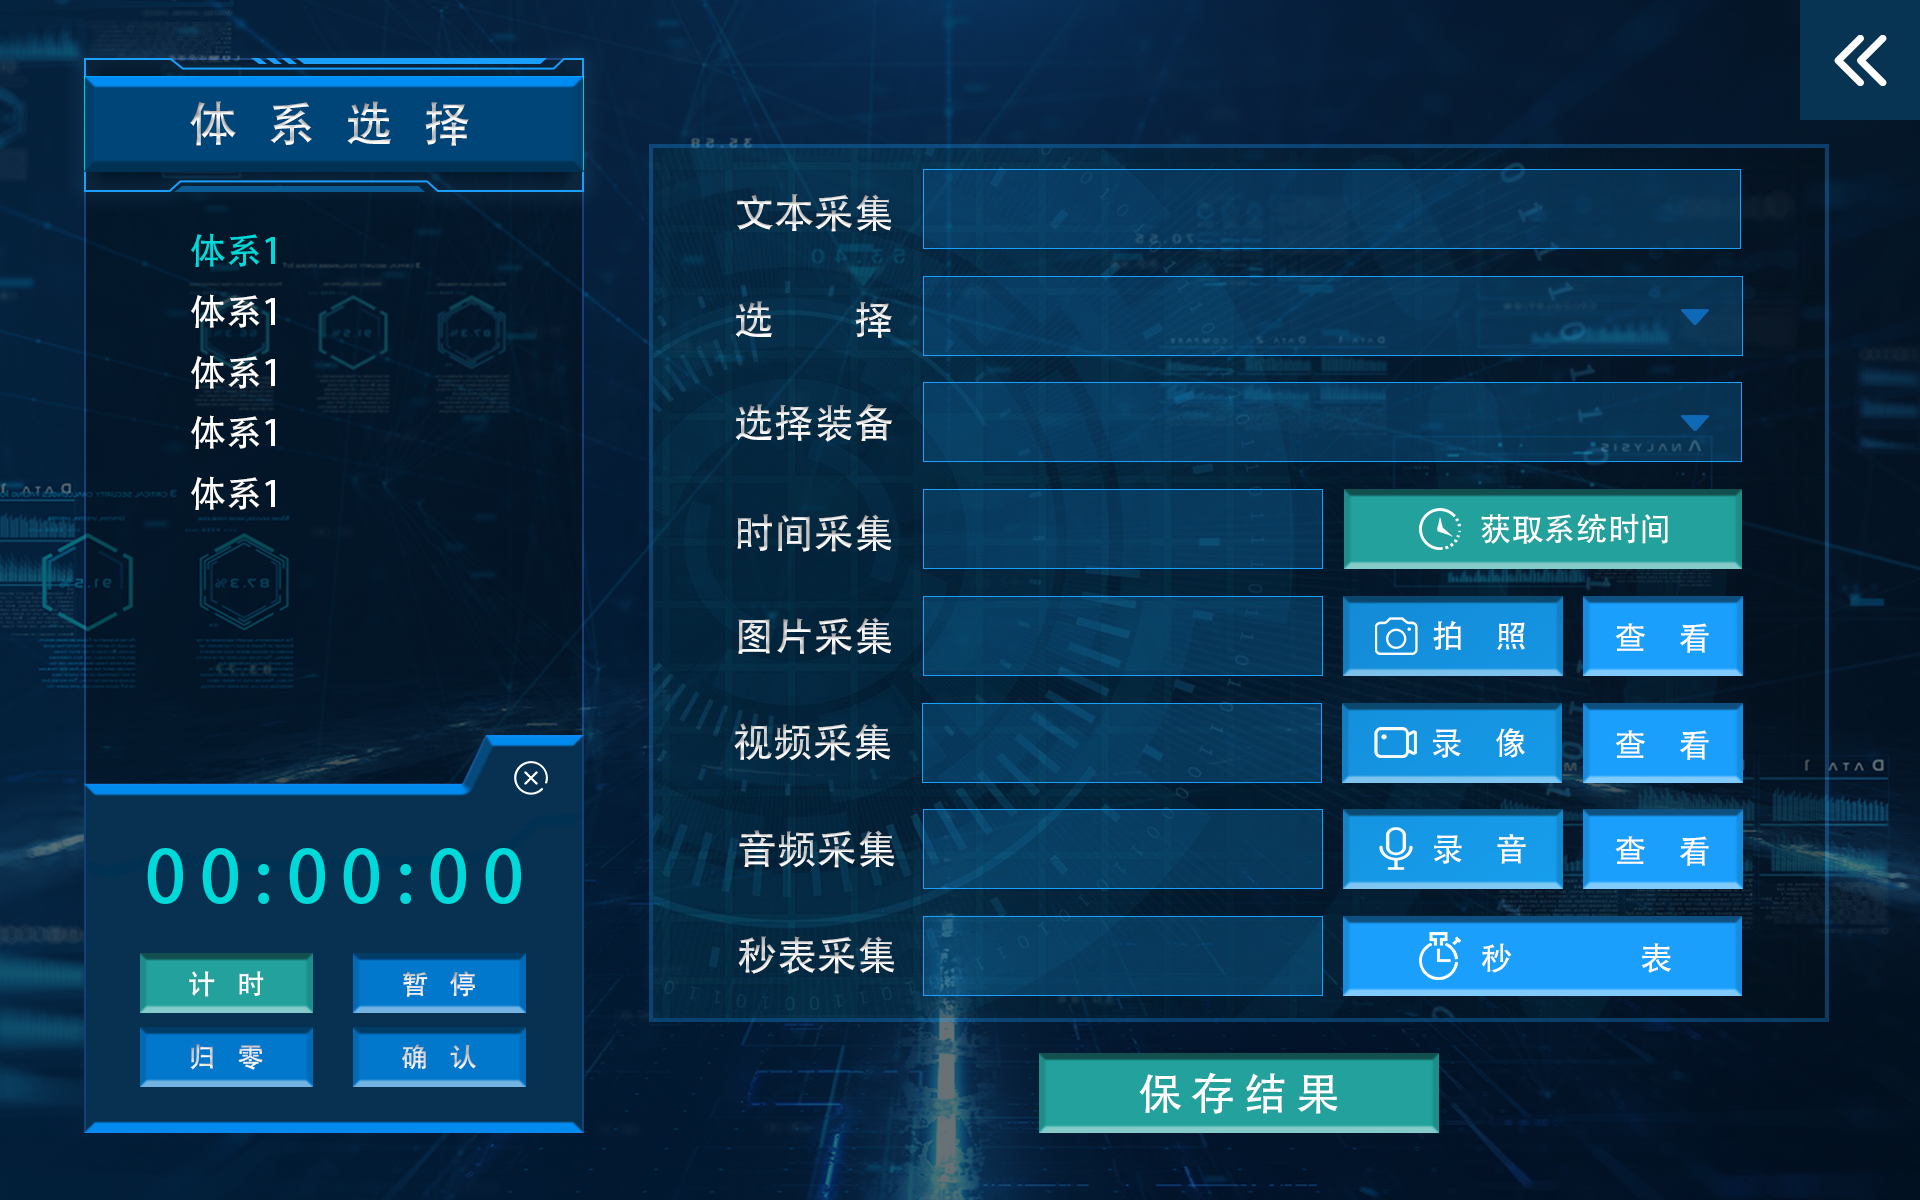 体系选择
体系1
体系1
体系1
体系1
体系1
00:00:00
计时
暂停
归零
确认
文本采集
选择
选择装备
时间采集
获取系统时间
图片采集
拍照
查看
视频采集
录像
查看
音频采集
录音
查看
秒表采集
秒表
保存结果